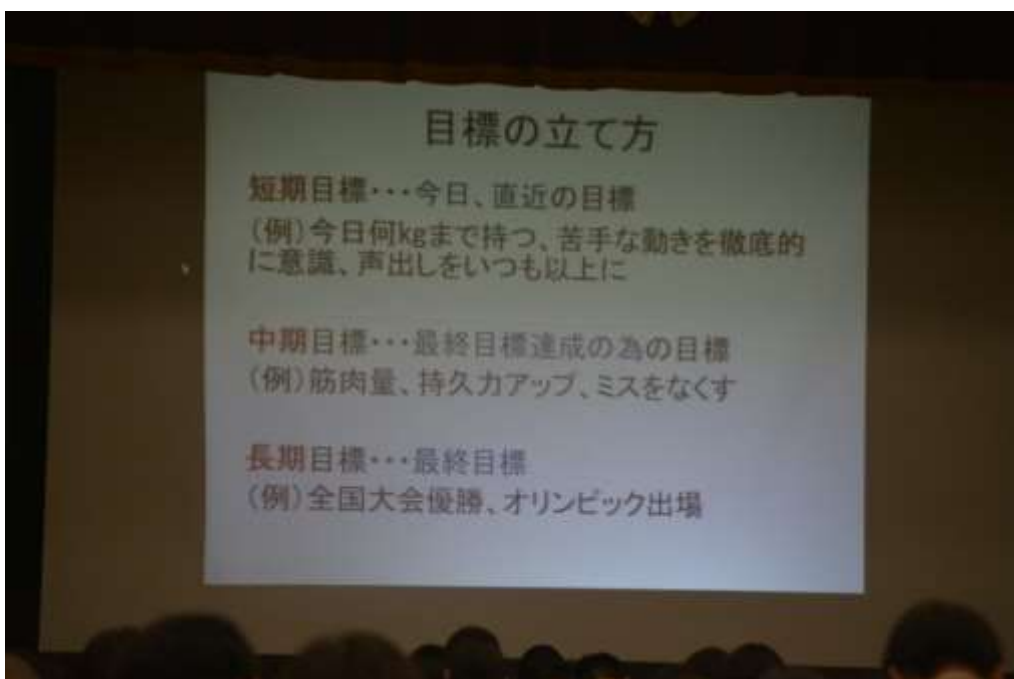 目標の立て方
短期目標・・・今日、直近の目標
(例)今日何kgまで持つ、苦手な動きを徹底的
に意識、声出しをいつも以上に
中期目標・・・最終目標達成の為の目標
(例)筋肉量、持久力アップ、ミスをなくす
長期目標・・・最終目標
(例)全国大会優勝、オリンピック出場